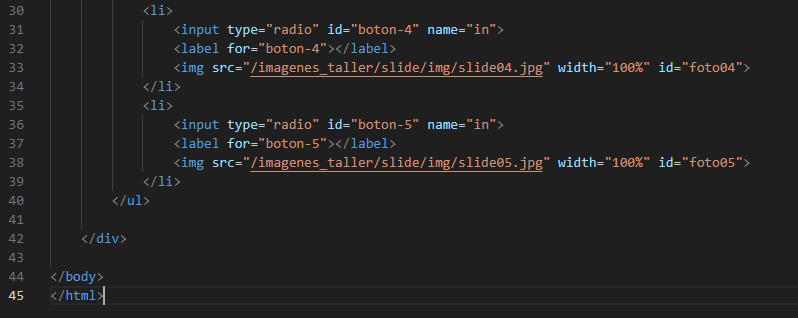 30 <li>
31 <input type="radio" id="boton-4" name="in">
32 <label for="boton-4"></label>
33 <img src="/imagenes_taller/slide/img/slide04.jpg" width="100%" id="foto04">
34 </li>
35 <li>
36 <input type="radio" id="boton-5" name="in">
37 <label for="boton-5"></label>
38 <img src="/imagenes_taller/slide/img/slide05.jpg" width="100%" id="foto05">
39 </li>
40 </ul>
41
42 </div>
43
44 </body>
45 </html>